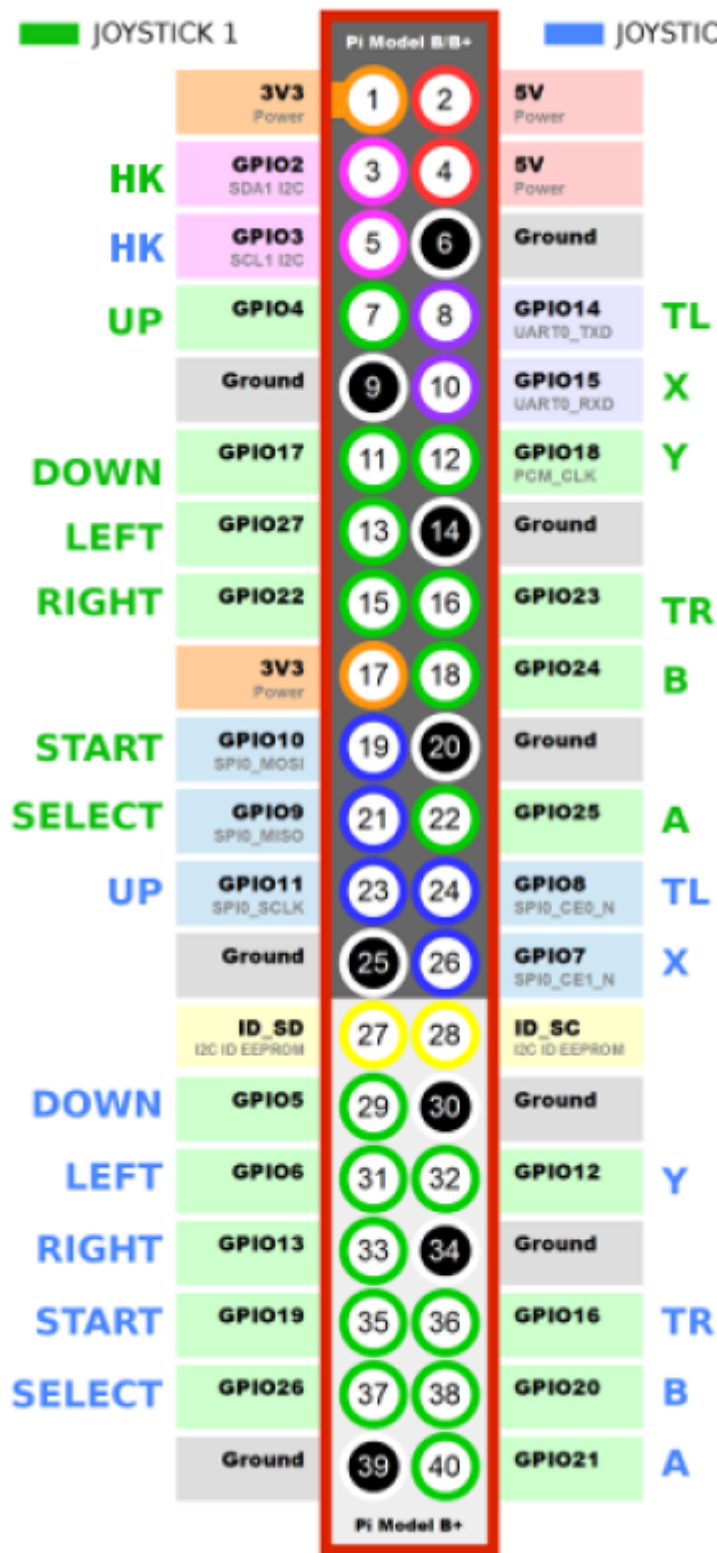 JOYSTICK 1 Pi Model B/B+ JOYSTIC
3V3 1 2 5V
Power Power
HK GPIO2 3 4 5V
SDA1 I2C Power
HK GPIO3 5 6 Ground
SCL1 I2C
UP GPIO4 7 8 GPIO14 TL
UART0_TXD
Ground 9 10 GPIO15 X
UART0_RXD
DOWN GPIO17 11 12 GPIO18 Y
PCM_CLK
LEFT GPIO27 13 14 Ground
RIGHT GPIO22 15 16 GPIO23 TR
3V3 17 18 GPIO24 B
Power
START GPIO10 19 20 Ground
SPI0_MOSI
SELECT GPIO9 21 22 GPIO25 A
SPI0_MISO
UP GPIO11 23 24 GPIO8 TL
SPI0_SCLK SPI0_CE0_N
Ground 25 26 GPIO7 X
SPI0_CE1_N
ID_SD 27 28 ID_SC
I2C ID EEPROM I2C ID EEPROM
DOWN GPIO5 29 30 Ground
LEFT GPIO6 31 32 GPIO12 Y
RIGHT GPIO13 33 34 Ground
START GPIO19 35 36 GPIO16 TR
SELECT GPIO26 37 38 GPIO20 B
Ground 39 40 GPIO21 A
Pi Model B+